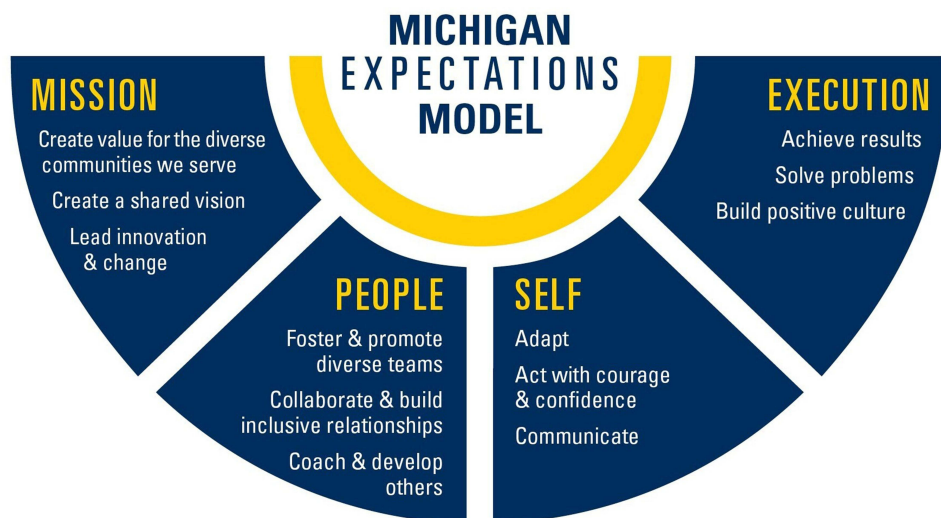 MICHIGAN
EXPECTATIONS
MODEL
MISSION
Create value for the diverse
communities we serve
Create a shared vision
Lead innovation
& change
PEOPLE
Foster & promote
diverse teams
Collaborate & build
inclusive relationships
Coach & develop
others
SELF
Adapt
Act with courage
& confidence
Communicate
EXECUTION
Achieve results
Solve problems
Build positive culture